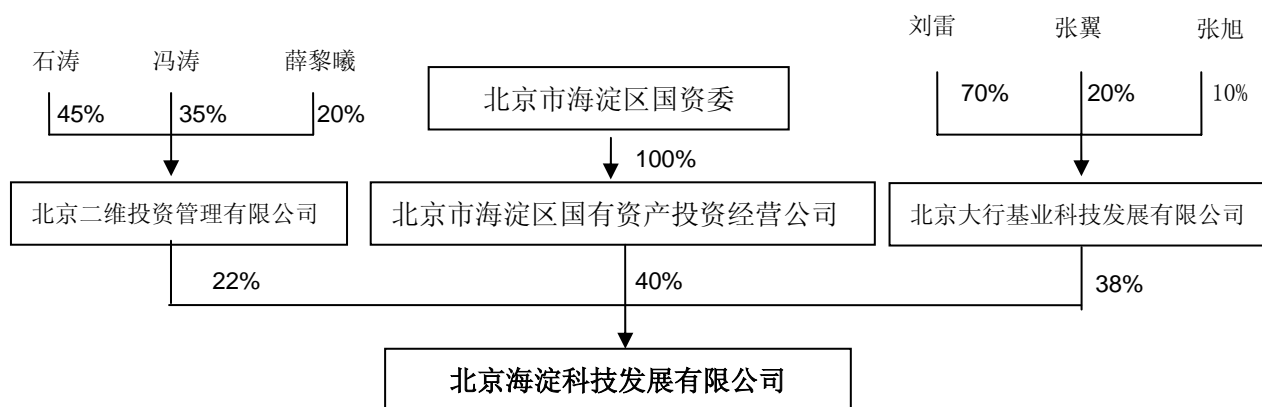 刘雷 张翼 张旭
石涛 冯涛 薛黎曦
北京市海淀区国资委
70% 20% 10%
45% 35% 20%
100%
北京二维投资管理有限公司 北京市海淀区国有资产投资经营公司 北京大行基业科技发展有限公司
22% 40% 38%
北京海淀科技发展有限公司